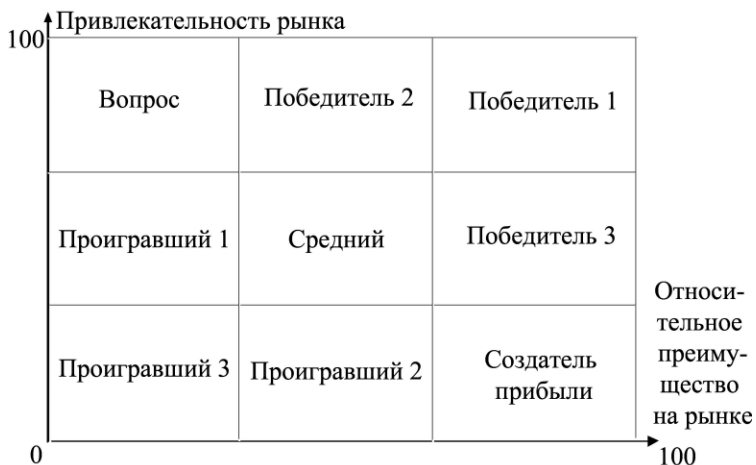 Привлекательность рынка
100
Вопрос
Победитель 2
Победитель 1
Проигравший 1
Средний
Победитель 3
Проигравший 3
Проигравший 2
Создатель
прибыли
Относи-
тельное
преиму-
щество
на рынке
0
100